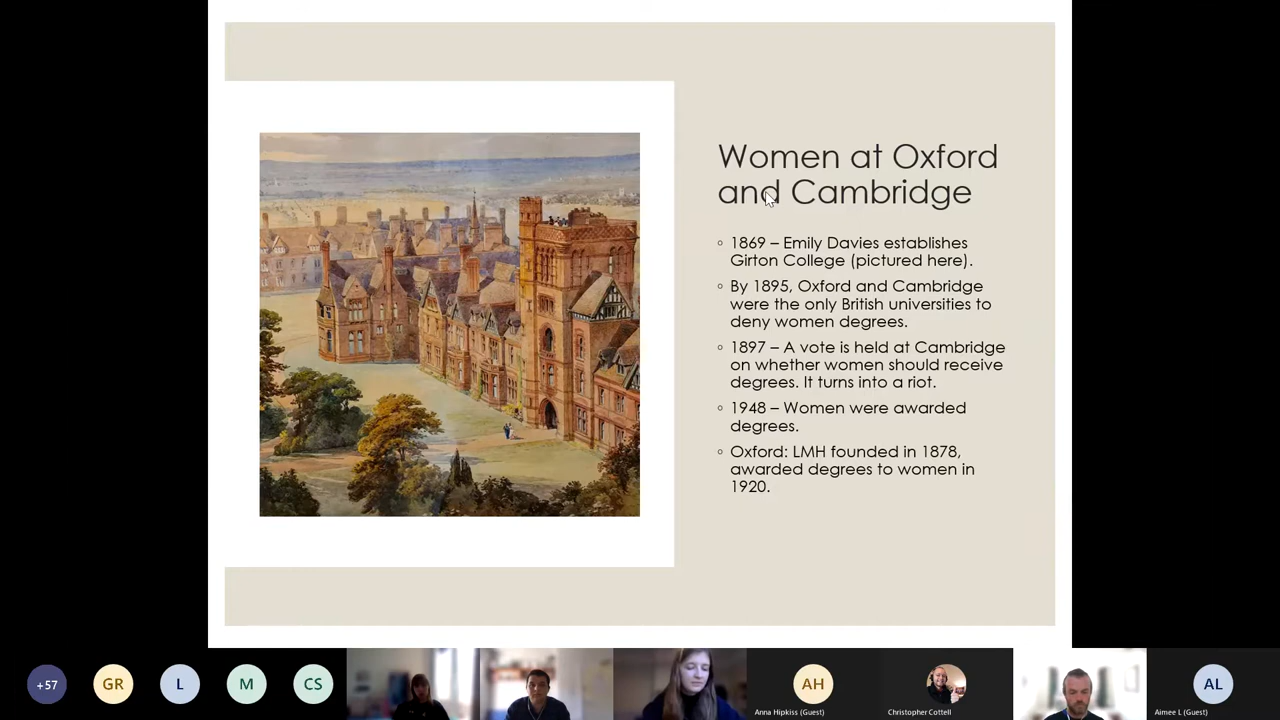 Women at Oxford
and Cambridge
◦ 1869 – Emily Davies establishes
Girton College (pictured here).
◦ By 1895, Oxford and Cambridge
were the only British universities to
deny women degrees.
◦ 1897 – A vote is held at Cambridge
on whether women should receive
degrees. It turns into a riot.
◦ 1948 – Women were awarded
degrees.
◦ Oxford: LMH founded in 1878,
awarded degrees to women in
1920.
+57
GR
L
M
CS
AH
Anna Hipkiss (Guest)
Christopher Cottell
AL
Aimee L (Guest)